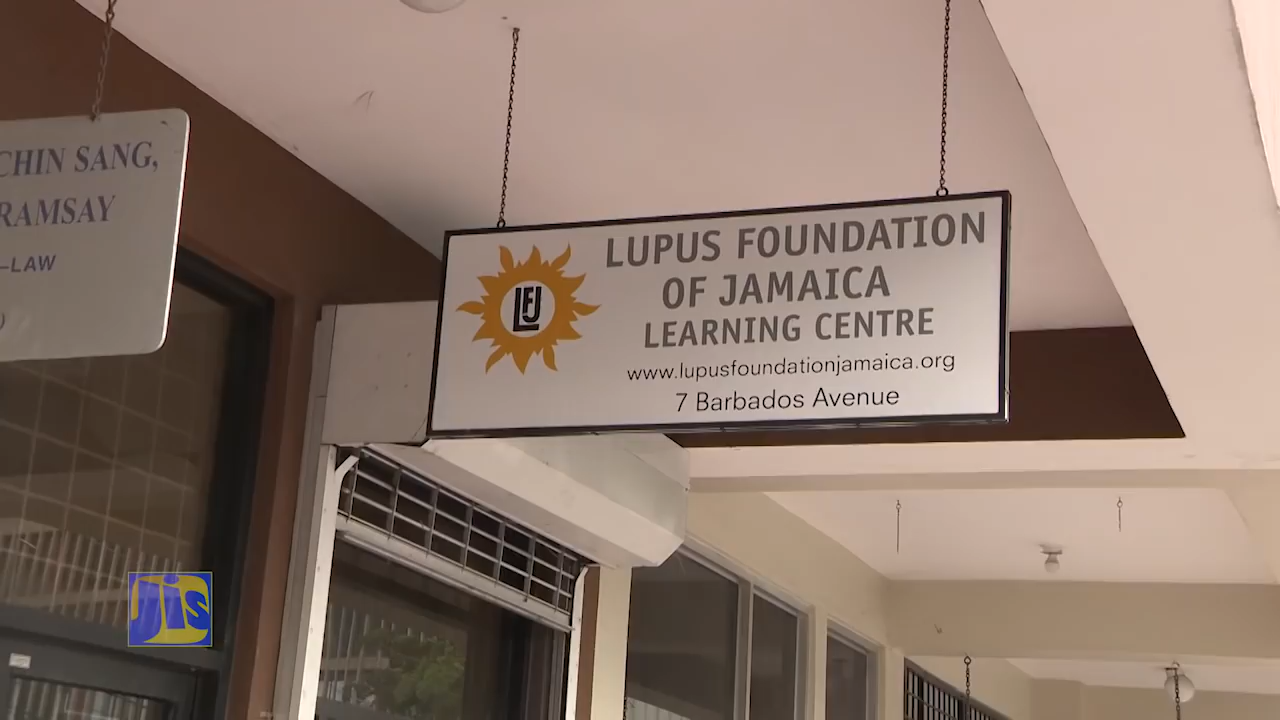 CHIN SANG,
RAMSAY
–LAW
)
LFJ
LUPUS FOUNDATION
OF JAMAICA
LEARNING CENTRE
www.lupusfoundationjamaica.org
7 Barbados Avenue
JIS